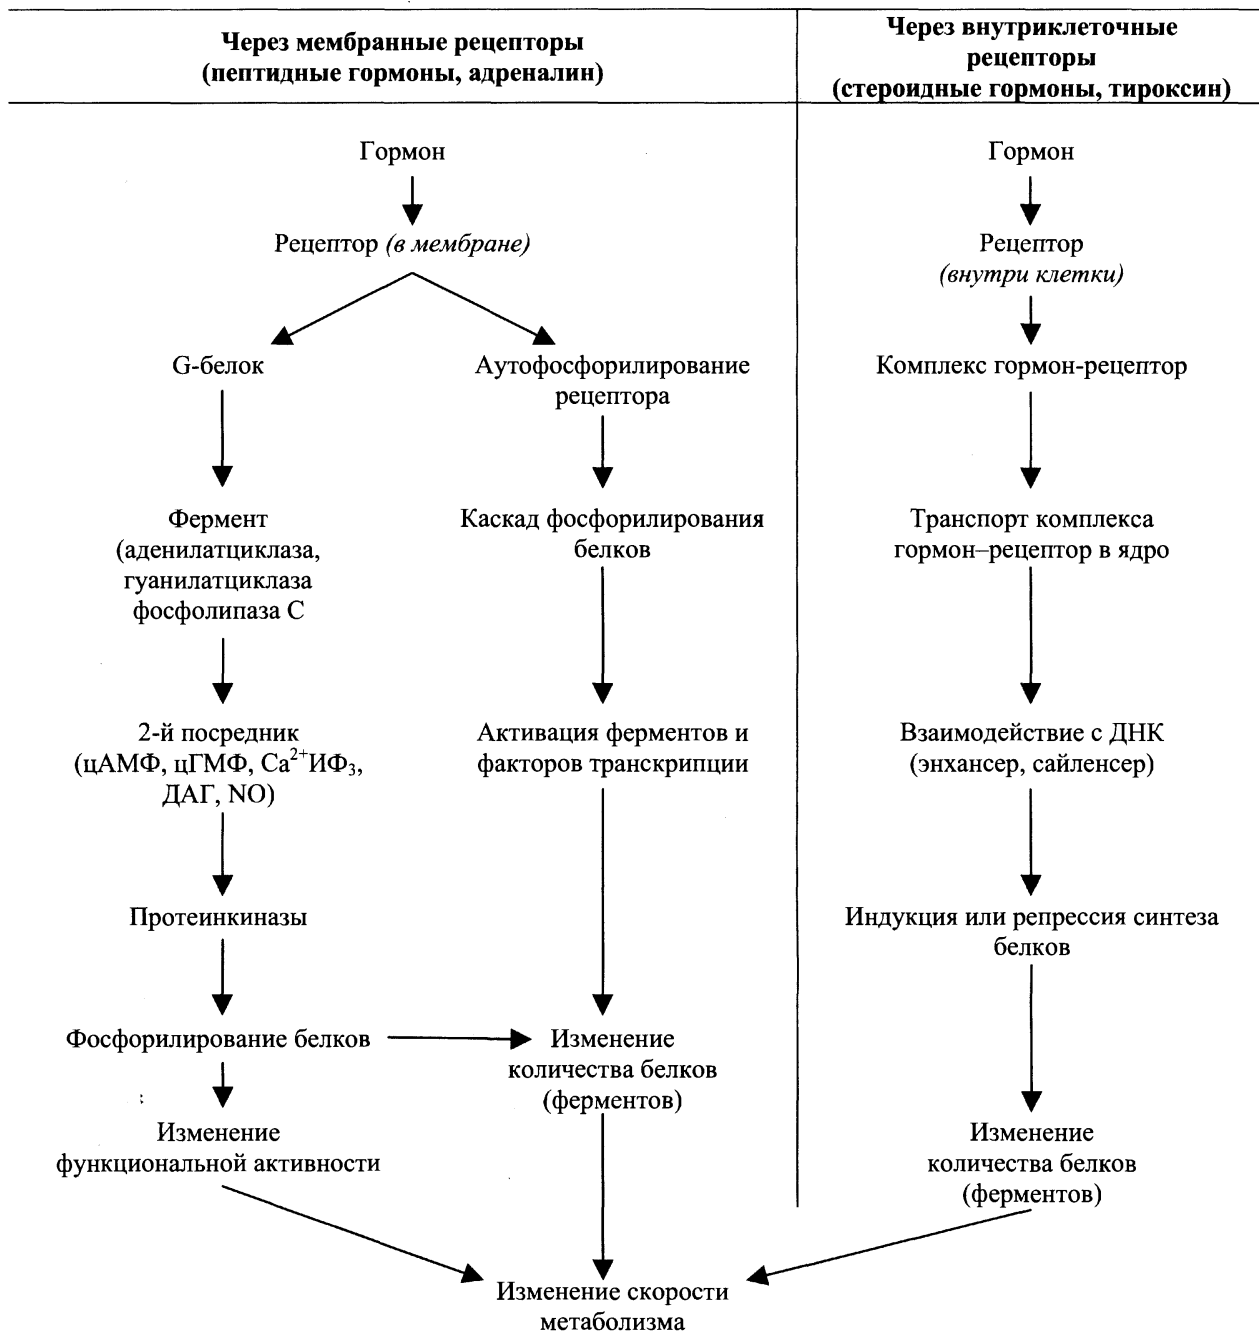 Через мембранные рецепторы
(пептидные гормоны, адреналин)
Через внутриклеточные
рецепторы
(стероидные гормоны, тироксин)
Гормон
Рецептор (в мембране)
G-белок
Аутофосфорилирование
рецептора
Фермент
(аденилатциклаза,
гуанилатциклаза
фосфолипаза С
Каскад фосфорилирования
белков
2-й посредник
(цАМФ, цГМФ, Ca²⁺ИФ₃,
ДАГ, NO)
Активация ферментов и
факторов транскрипции
Протеинкиназы
Фосфорилирование белков
Изменение
количества белков
(ферментов)
Изменение
функциональной активности
Гормон
Рецептор
(внутри клетки)
Комплекс гормон-рецептор
Транспорт комплекса
гормон–рецептор в ядро
Взаимодействие с ДНК
(энхансер, сайленсер)
Индукция или репрессия синтеза
белков
Изменение
количества белков
(ферментов)
Изменение скорости
метаболизма